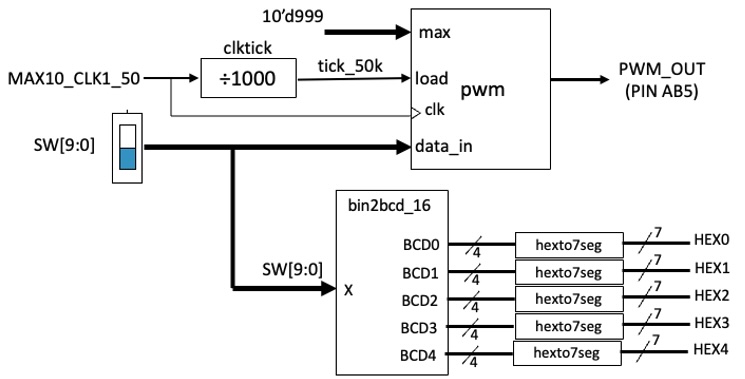 10'd999
max
clktick
MAX10_CLK1_50
÷1000
tick_50k
load
pwm
PWM_OUT
(PIN AB5)
clk
SW[9:0]
data_in
bin2bcd_16
SW[9:0]
X
BCD0
4
hexto7seg
7
HEX0
BCD1
4
hexto7seg
7
HEX1
BCD2
4
hexto7seg
7
HEX2
BCD3
4
hexto7seg
7
HEX3
BCD4
4
hexto7seg
7
HEX4